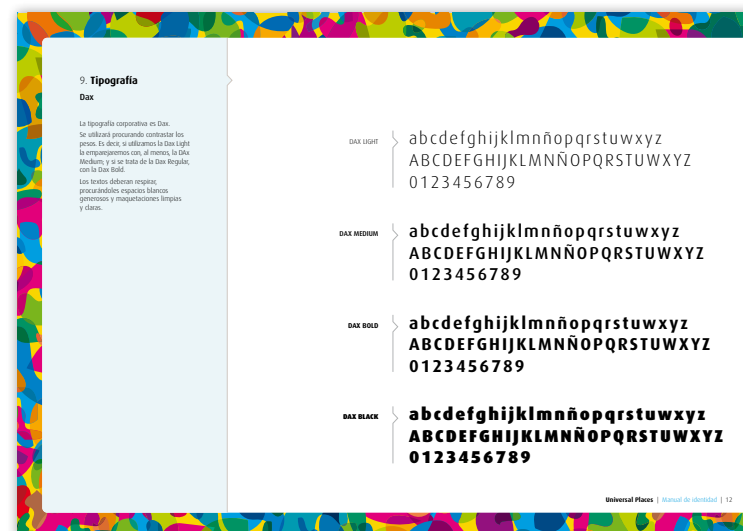 9. Tipografía
Dax
La tipografía corporativa es Dax.
Se utilizará procurando contrastar los
pesos. Es decir, si utilizamos la Dax Light
la emparejaremos con, al menos, la DAx
Medium; y si se trata de la Dax Regular,
con la Dax Bold.
Los textos deberan respirar,
procurándoles espacios blancos
generosos y maquetaciones limpias
y claras.
DAX LIGHT
abcdefghijklmnñopqrstuwxyz
ABCDEFGHIJKLMNÑOPQRSTUWXYZ
0123456789
DAX MEDIUM
abcdefghijklmnñopqrstuwxyz
ABCDEFGHIJKLMNÑOPQRSTUWXYZ
0123456789
DAX BOLD
abcdefghijklmnñopqrstuwxyz
ABCDEFGHIJKLMNÑOPQRSTUWXYZ
0123456789
DAX BLACK
abcdefghijklmnñopqrstuwxyz
ABCDEFGHIJKLMNÑOPQRSTUWXYZ
0123456789
Universal Places | Manual de identidad | 12